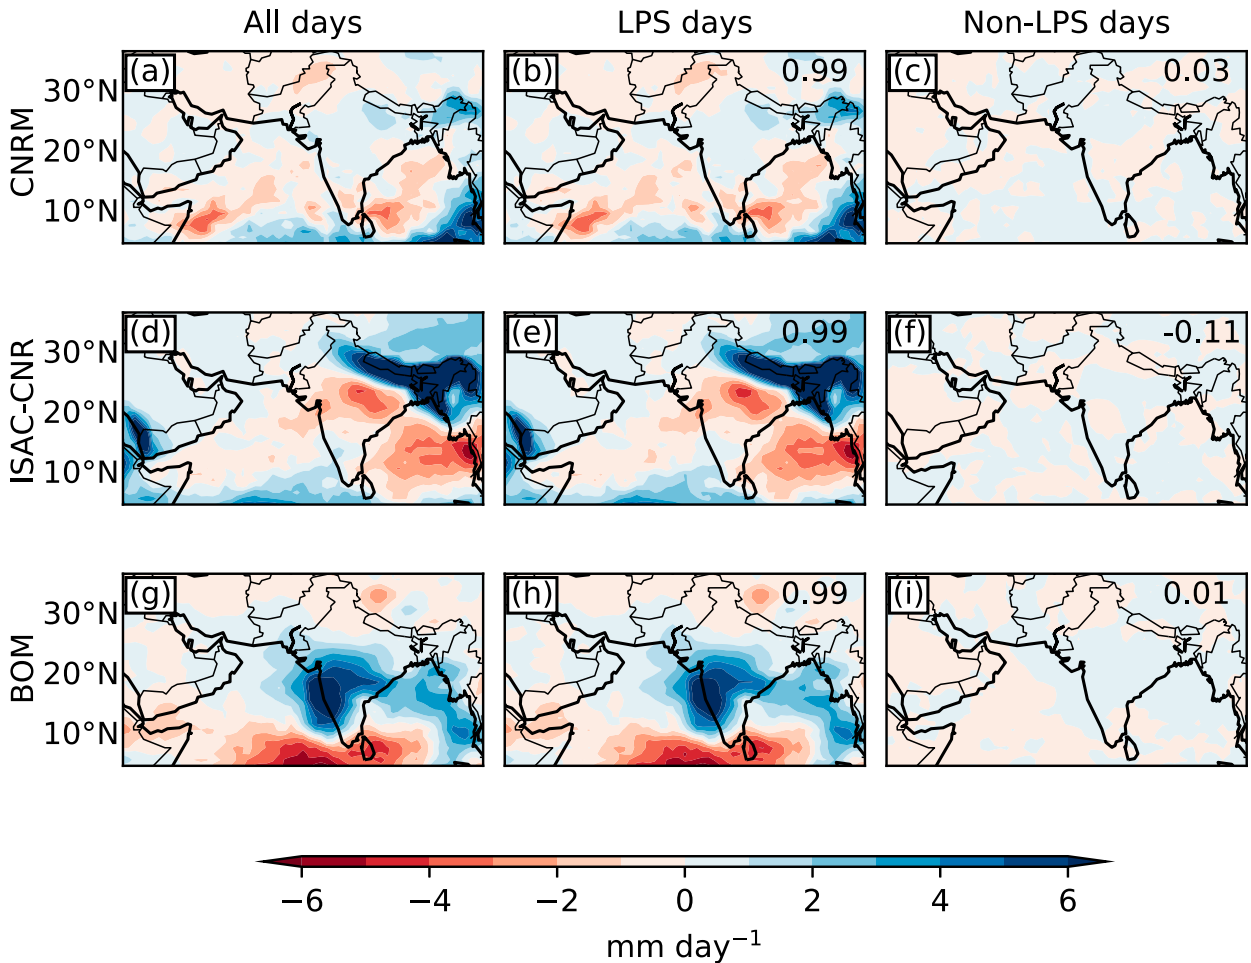 All days LPS days Non-LPS days
CNRM
(a) (b) 0.99 (c) 0.03
30°N
20°N
10°N
ISAC-CNR
(d) (e) 0.99 (f) -0.11
30°N
20°N
10°N
BOM
(g) (h) 0.99 (i) 0.01
30°N
20°N
10°N
−6 −4 −2 0 2 4 6
mm day⁻¹